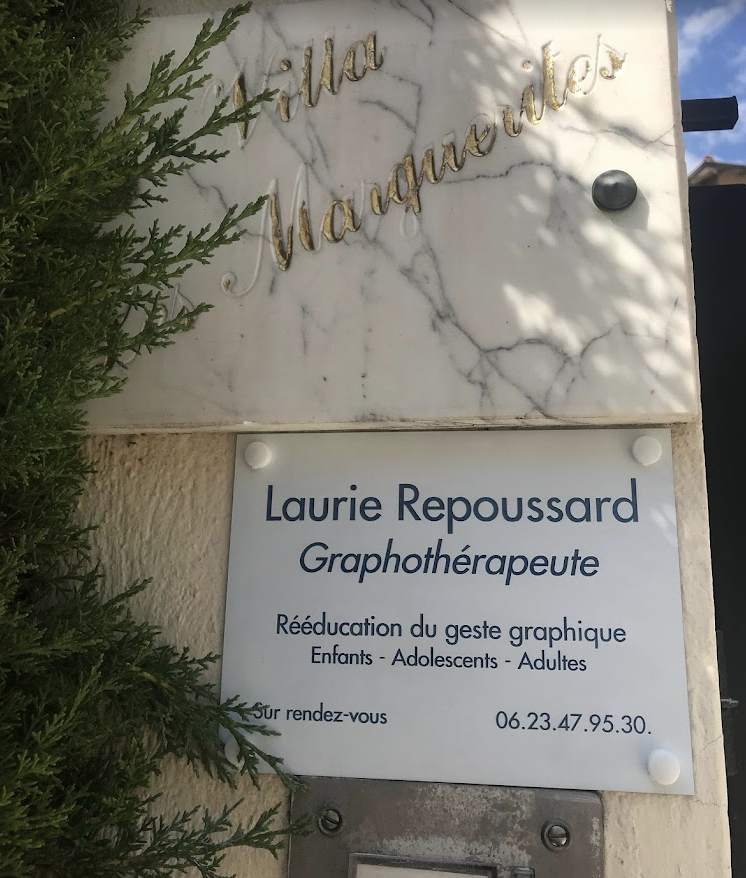 Villa
Les Marguerites
Laurie Repoussard
Graphothérapeute
Rééducation du geste graphique
Enfants - Adolescents - Adultes
Sur rendez-vous 06.23.47.95.30.